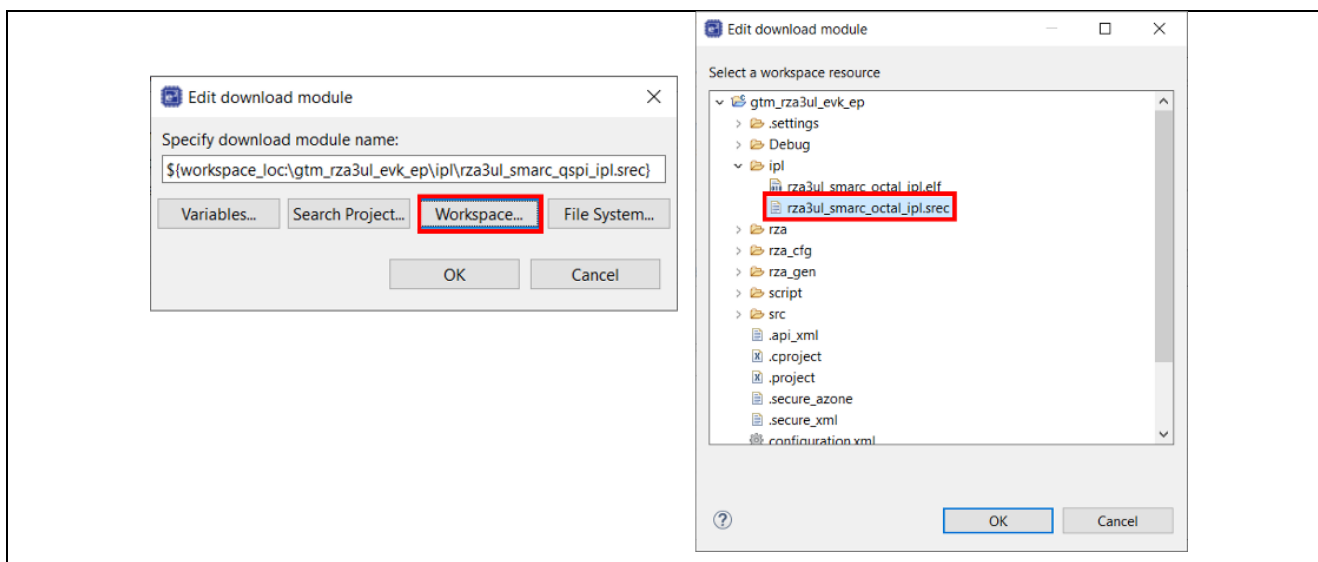 Edit download module
Specify download module name:
${workspace_loc:\gtm_rza3ul_evk_ep\ipl\rza3ul_smarc_qspi_ipl.srec}
Variables... Search Project... Workspace... File System...
OK Cancel
Edit download module
Select a workspace resource
gtm_rza3ul_evk_ep
.settings
Debug
ipl
rza3ul_smarc_octal_ipl.elf
rza3ul_smarc_octal_ipl.srec
rza
rza_cfg
rza_gen
script
src
.api_xml
.cproject
.project
.secure_azone
.secure_xml
configuration.xml
OK Cancel